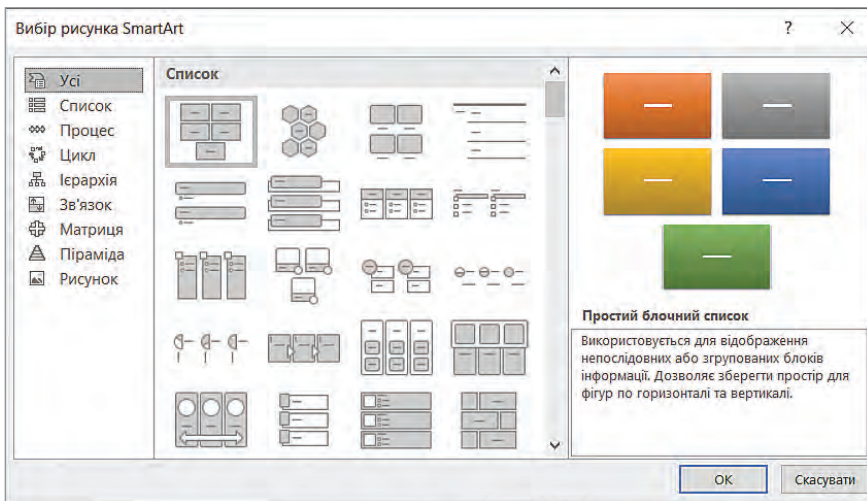 Вибір рисунка SmartArt
?
Усі
Список
Процес
Цикл
Ієрархія
Зв'язок
Матриця
Піраміда
Рисунок
Список
Простий блочний список
Використовується для відображення
непослідовних або згрупованих блоків
інформації. Дозволяє зберегти простір для
фігур по горизонталі та вертикалі.
ОК
Скасувати